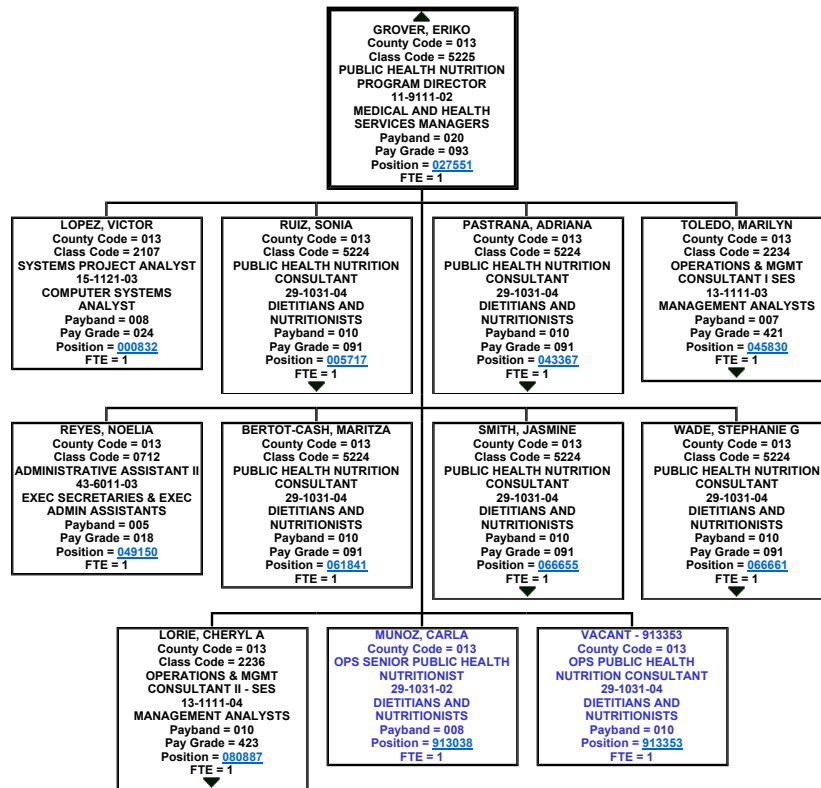 GROVER, ERIKO
County Code = 013
Class Code = 5225
PUBLIC HEALTH NUTRITION
PROGRAM DIRECTOR
11-9111-02
MEDICAL AND HEALTH
SERVICES MANAGERS
Payband = 020
Pay Grade = 093
Position = 027551
FTE = 1
LOPEZ, VICTOR
County Code = 013
Class Code = 2107
SYSTEMS PROJECT ANALYST
15-1121-03
COMPUTER SYSTEMS
ANALYST
Payband = 008
Pay Grade = 024
Position = 000832
FTE = 1
RUIZ, SONIA
County Code = 013
Class Code = 5224
PUBLIC HEALTH NUTRITION
CONSULTANT
29-1031-04
DIETITIANS AND
NUTRITIONISTS
Payband = 010
Pay Grade = 091
Position = 005717
FTE = 1
PASTRANA, ADRIANA
County Code = 013
Class Code = 5224
PUBLIC HEALTH NUTRITION
CONSULTANT
29-1031-04
DIETITIANS AND
NUTRITIONISTS
Payband = 010
Pay Grade = 091
Position = 043367
FTE = 1
TOLEDO, MARILYN
County Code = 013
Class Code = 2234
OPERATIONS & MGMT
CONSULTANT I SES
13-1111-03
MANAGEMENT ANALYSTS
Payband = 007
Pay Grade = 421
Position = 045830
FTE = 1
REYES, NOELIA
County Code = 013
Class Code = 0712
ADMINISTRATIVE ASSISTANT II
43-6011-03
EXEC SECRETARIES & EXEC
ADMIN ASSISTANTS
Payband = 005
Pay Grade = 018
Position = 049150
FTE = 1
BERTOT-CASH, MARITZA
County Code = 013
Class Code = 5224
PUBLIC HEALTH NUTRITION
CONSULTANT
29-1031-04
DIETITIANS AND
NUTRITIONISTS
Payband = 010
Pay Grade = 091
Position = 061841
FTE = 1
SMITH, JASMINE
County Code = 013
Class Code = 5224
PUBLIC HEALTH NUTRITION
CONSULTANT
29-1031-04
DIETITIANS AND
NUTRITIONISTS
Payband = 010
Pay Grade = 091
Position = 066655
FTE = 1
WADE, STEPHANIE G
County Code = 013
Class Code = 5224
PUBLIC HEALTH NUTRITION
CONSULTANT
29-1031-04
DIETITIANS AND
NUTRITIONISTS
Payband = 010
Pay Grade = 091
Position = 066661
FTE = 1
LORIE, CHERYL A
County Code = 013
Class Code = 2236
OPERATIONS & MGMT
CONSULTANT II - SES
13-1111-04
MANAGEMENT ANALYSTS
Payband = 010
Pay Grade = 423
Position = 080887
FTE = 1
MUNOZ, CARLA
County Code = 013
OPS SENIOR PUBLIC HEALTH
NUTRITIONIST
29-1031-02
DIETITIANS AND
NUTRITIONISTS
Payband = 008
Position = 913038
FTE = 1
VACANT - 913353
County Code = 013
OPS PUBLIC HEALTH
NUTRITION CONSULTANT
29-1031-04
DIETITIANS AND
NUTRITIONISTS
Payband = 010
Position = 913353
FTE = 1